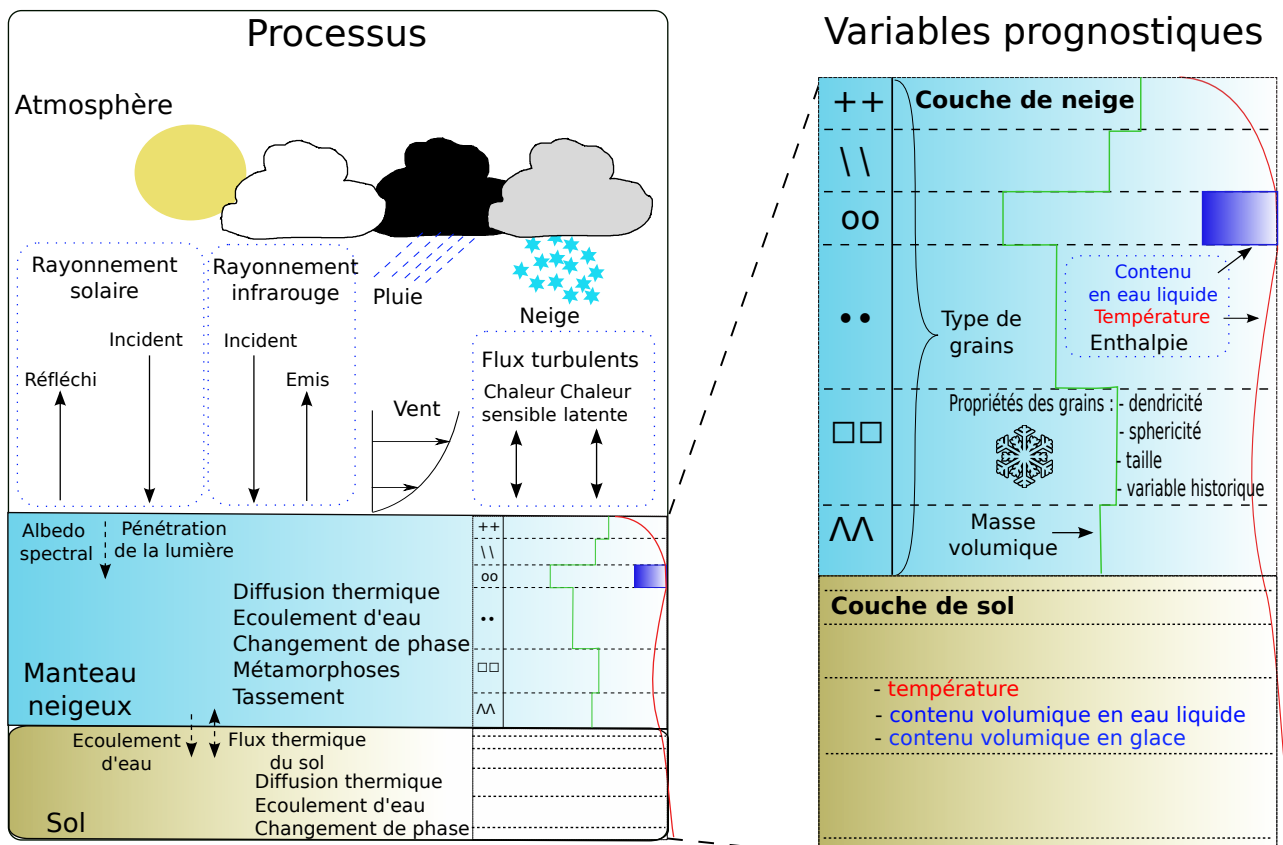 Processus
Atmosphère
Rayonnement
solaire
Rayonnement
infrarouge
Pluie
Neige
Incident
Réfléchi
Incident
Emis
Vent
Flux turbulents
Chaleur Chaleur
sensible latente
Albedo
spectral
Pénétration
de la lumière
Diffusion thermique
Ecoulement d'eau
Changement de phase
Métamorphoses
Tassement
Manteau
neigeux
++
\ \
oo
••
□□
ΛΛ
Ecoulement
d'eau
Flux thermique
du sol
Diffusion thermique
Ecoulement d'eau
Changement de phase
Sol
Variables prognostiques
Couche de neige
++
\ \
oo
••
□□
ΛΛ
Type de
grains
Contenu
en eau liquide
Température
Enthalpie
Propriétés des grains : - dendricité
- sphericité
- taille
- variable historique
Masse
volumique
Couche de sol
- température
- contenu volumique en eau liquide
- contenu volumique en glace